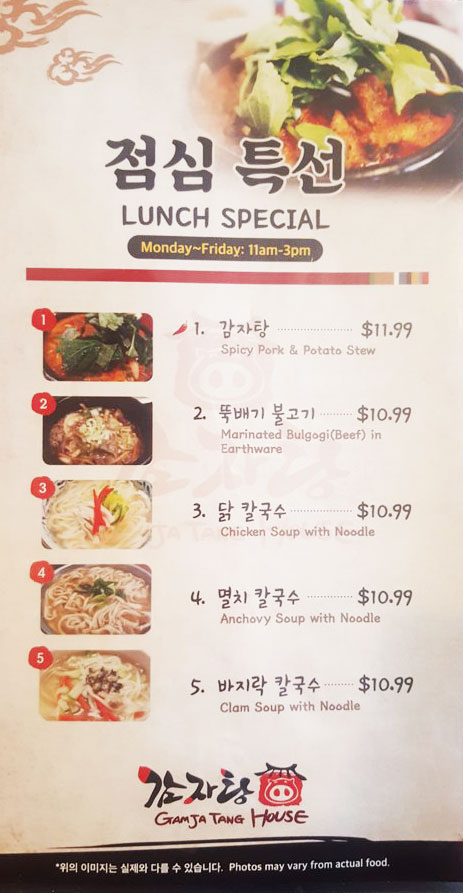 점심 특선
LUNCH SPECIAL
Monday~Friday: 11am-3pm
1
1. 감자탕 $11.99
Spicy Pork & Potato Stew
2
2. 뚝배기 불고기 $10.99
Marinated Bulgogi(Beef) in
Earthware
3
3. 닭 칼국수 $10.99
Chicken Soup with Noodle
4
4. 멸치 칼국수 $10.99
Anchovy Soup with Noodle
5
5. 바지락 칼국수 $10.99
Clam Soup with Noodle
감자탕
GAMJA TANG HOUSE
*위의 이미지는 실제와 다를 수 있습니다. Photos may vary from actual food.